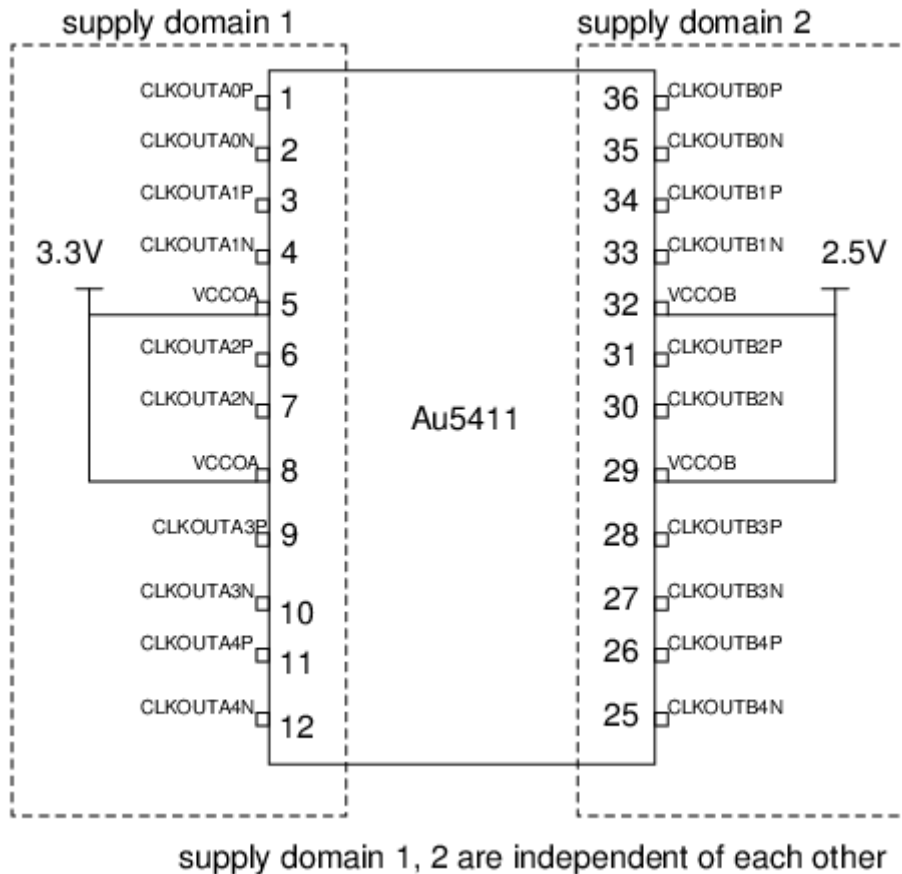 supply domain 1
supply domain 2
CLKOUTA0P 1 36 CLKOUTB0P
CLKOUTA0N 2 35 CLKOUTB0N
CLKOUTA1P 3 34 CLKOUTB1P
CLKOUTA1N 4 33 CLKOUTB1N
3.3V 2.5V
VCCOA 5 32 VCCOB
CLKOUTA2P 6 31 CLKOUTB2P
CLKOUTA2N 7 30 CLKOUTB2N
Au5411
VCCOA 8 29 VCCOB
CLKOUTA3P 9 28 CLKOUTB3P
CLKOUTA3N 10 27 CLKOUTB3N
CLKOUTA4P 11 26 CLKOUTB4P
CLKOUTA4N 12 25 CLKOUTB4N
supply domain 1, 2 are independent of each other